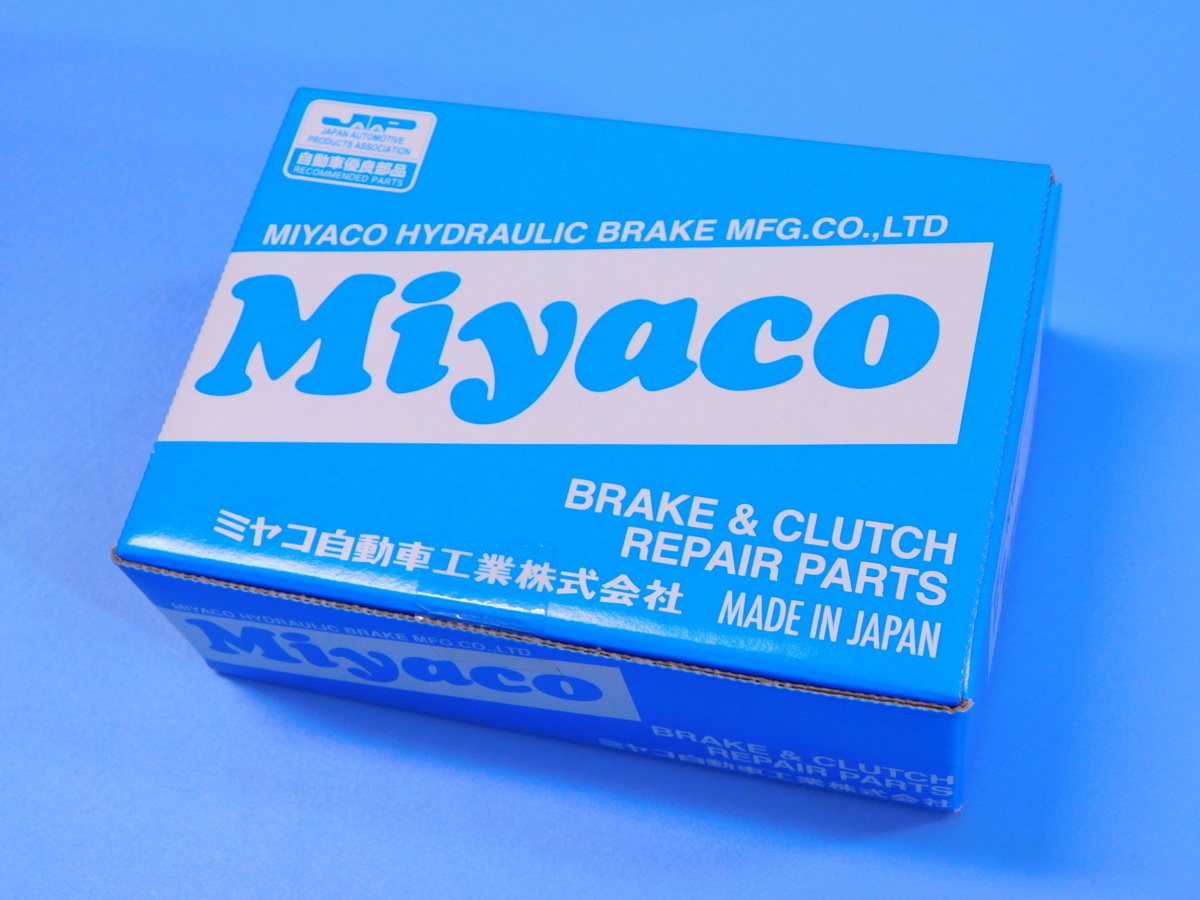 JAP
JAPAN AUTOMOTIVE
PRODUCTS ASSOCIATION
自動車優良部品
RECOMMENDED PARTS
MIYACO HYDRAULIC BRAKE MFG.CO.,LTD
Miyaco
BRAKE & CLUTCH
REPAIR PARTS
ミヤコ自動車工業株式会社
MADE IN JAPAN
MIYACO HYDRAULIC BRAKE MFG.CO.,LTD
Miyaco
BRAKE & CLUTCH
REPAIR PARTS
ミヤコ自動車工業株式会社